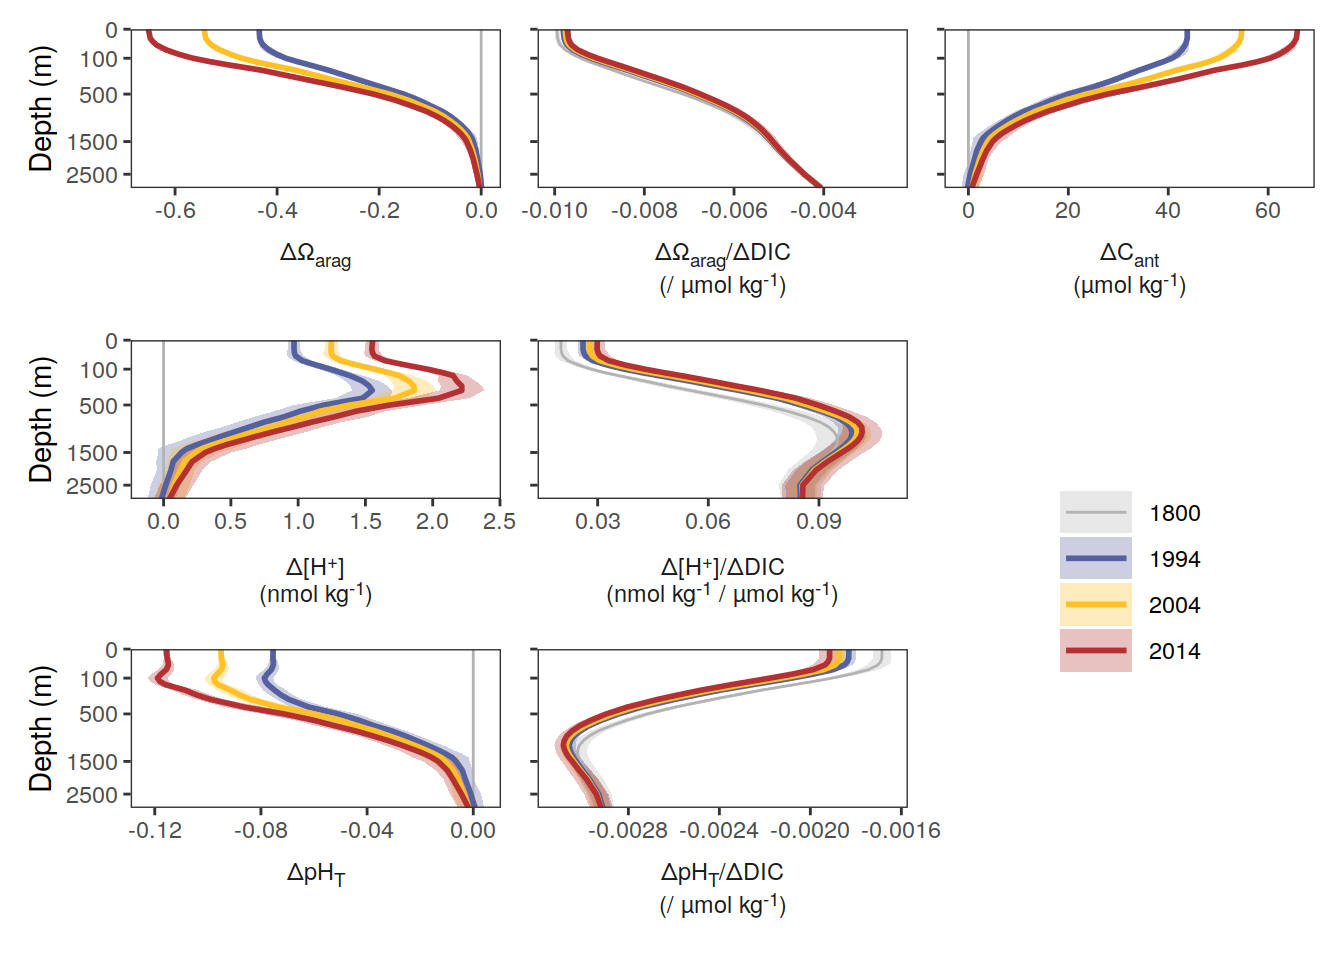 Depth (m)
0
100
500
1500
2500
-0.6 -0.4 -0.2 0.0
-0.010 -0.008 -0.006 -0.004
0 20 40 60
ΔΩarag
ΔΩarag/ΔDIC
(/ μmol kg⁻¹)
ΔCant
(μmol kg⁻¹)
Depth (m)
0
100
500
1500
2500
0.0 0.5 1.0 1.5 2.0 2.5
0.03 0.06 0.09
Δ[H⁺]
(nmol kg⁻¹)
Δ[H⁺]/ΔDIC
(nmol kg⁻¹ / μmol kg⁻¹)
1800
1994
2004
2014
Depth (m)
0
100
500
1500
2500
-0.12 -0.08 -0.04 0.00
-0.0028 -0.0024 -0.0020 -0.0016
ΔpHT
ΔpHT/ΔDIC
(/ μmol kg⁻¹)